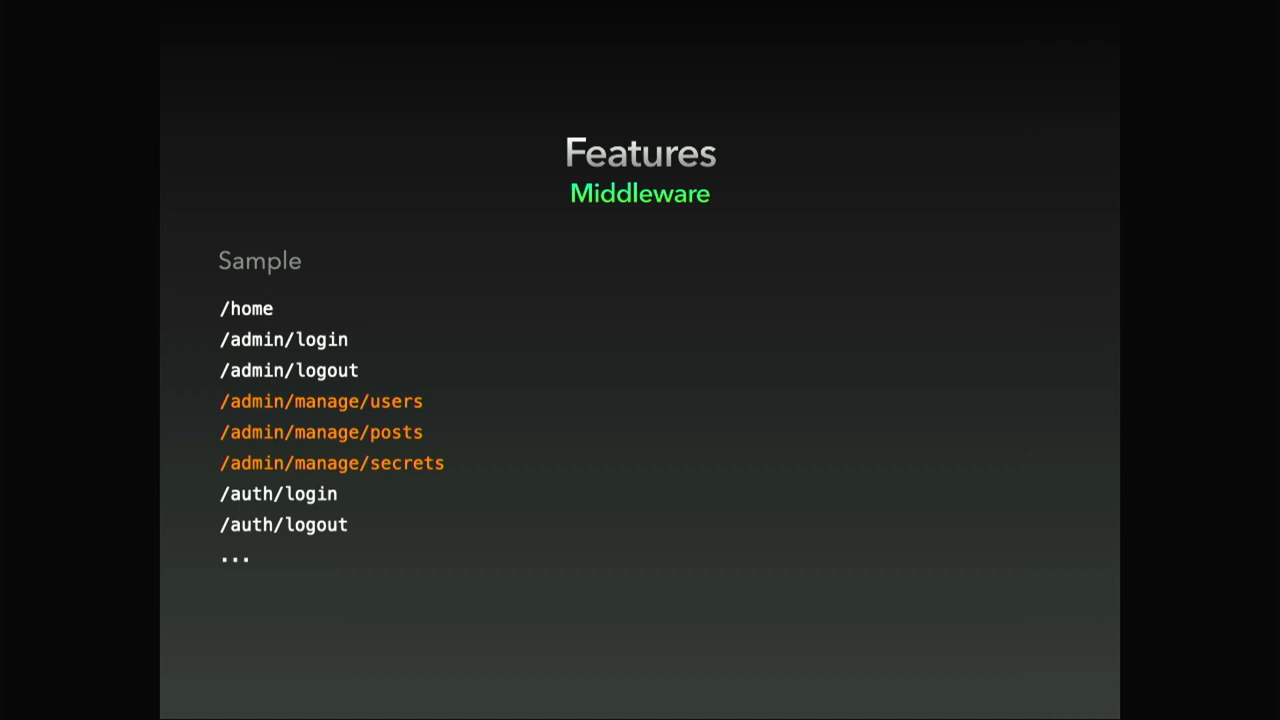 Features
Middleware
Sample
/home
/admin/login
/admin/logout
/admin/manage/users
/admin/manage/posts
/admin/manage/secrets
/auth/login
/auth/logout
...